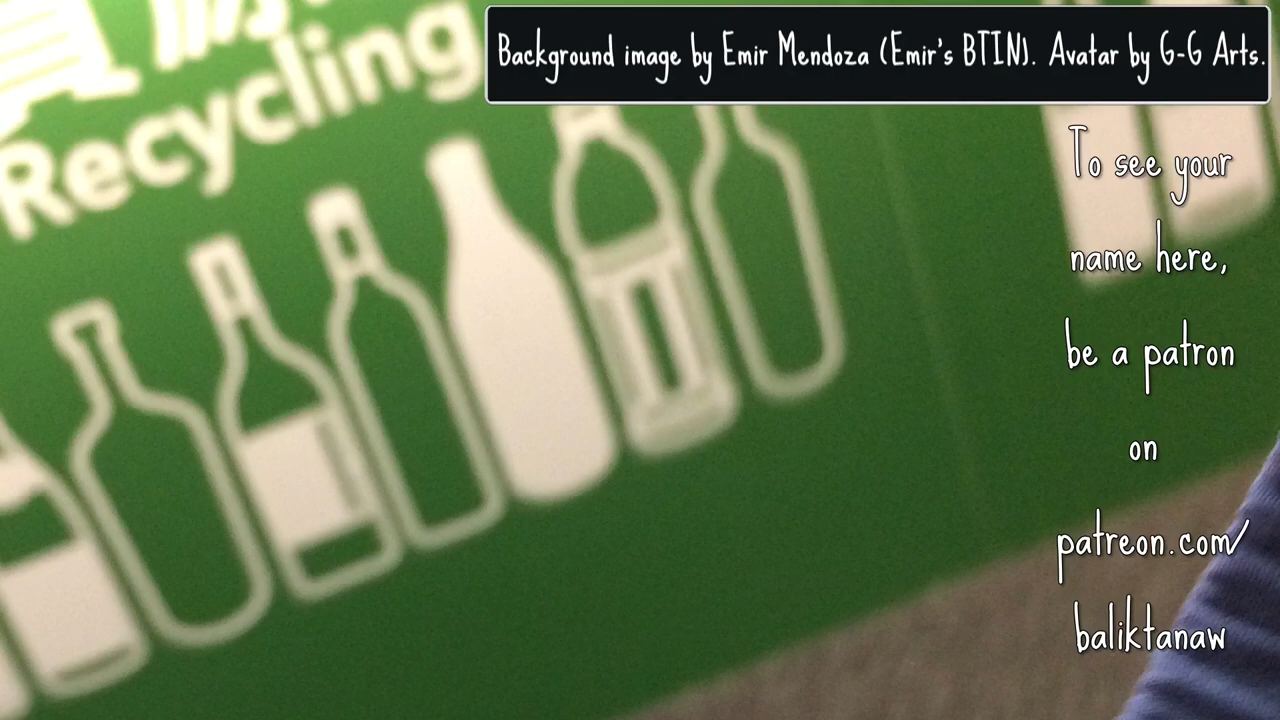 Recycling
Background image by Emir Mendoza (Emir's BTIN). Avatar by G-G Arts.
To see your
name here,
be a patron
on
patreon.com/
baliktanaw